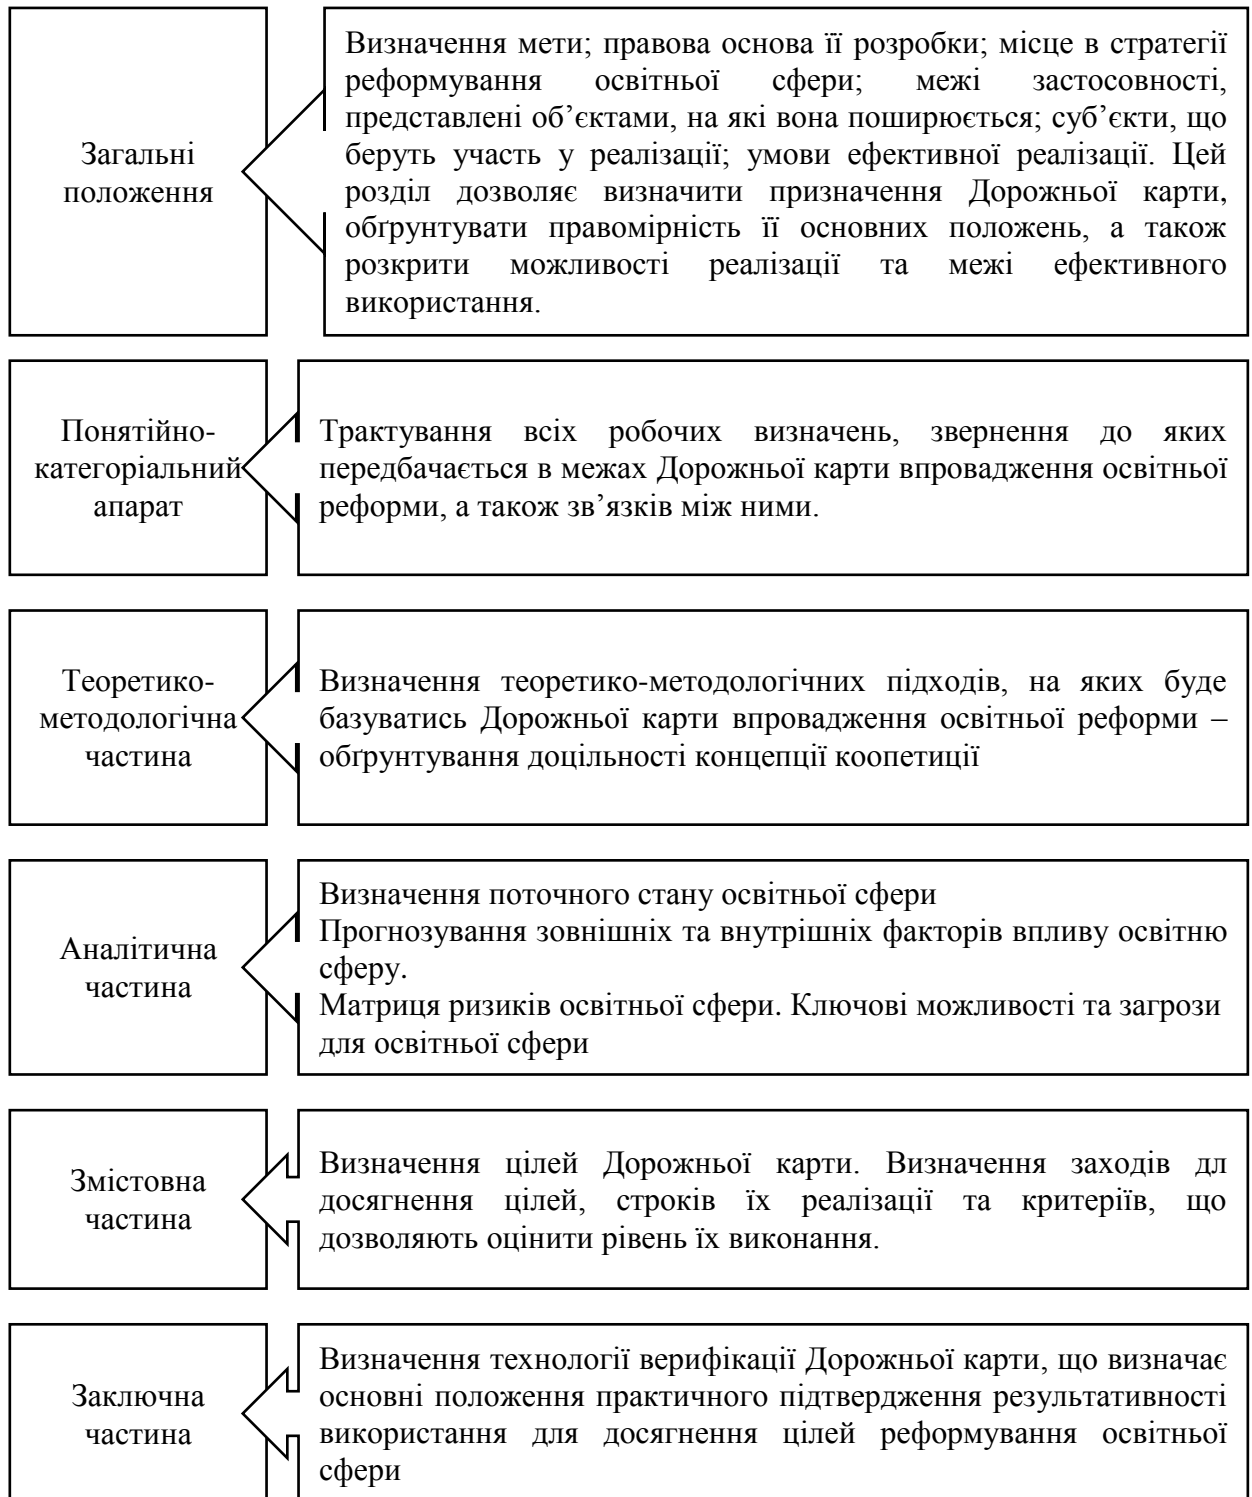 Загальні
положення
Визначення мети; правова основа її розробки; місце в стратегії
реформування освітньої сфери; межі застосовності,
представлені об’єктами, на які вона поширюється; суб’єкти, що
беруть участь у реалізації; умови ефективної реалізації. Цей
розділ дозволяє визначити призначення Дорожньої карти,
обґрунтувати правомірність її основних положень, а також
розкрити можливості реалізації та межі ефективного
використання.
Понятійно-
категоріальний
апарат
Трактування всіх робочих визначень, звернення до яких
передбачається в межах Дорожньої карти впровадження освітньої
реформи, а також зв’язків між ними.
Теоретико-
методологічна
частина
Визначення теоретико-методологічних підходів, на яких буде
базуватись Дорожньої карти впровадження освітньої реформи –
обґрунтування доцільності концепції коопетиції
Аналітична
частина
Визначення поточного стану освітньої сфери
Прогнозування зовнішніх та внутрішніх факторів впливу освітню
сферу.
Матриця ризиків освітньої сфери. Ключові можливості та загрози
для освітньої сфери
Змістовна
частина
Визначення цілей Дорожньої карти. Визначення заходів дл
досягнення цілей, строків їх реалізації та критеріїв, що
дозволяють оцінити рівень їх виконання.
Заключна
частина
Визначення технології верифікації Дорожньої карти, що визначає
основні положення практичного підтвердження результативності
використання для досягнення цілей реформування освітньої
сфери